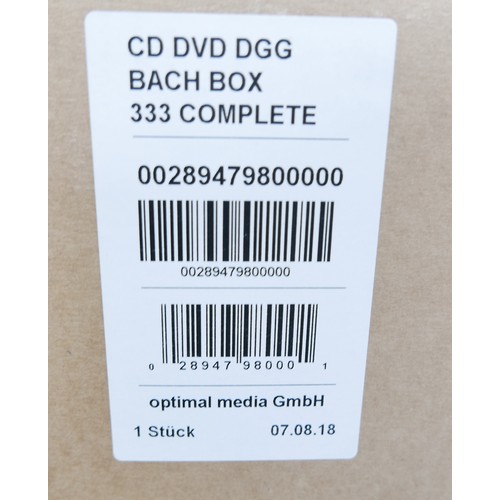 CD DVD DGG
BACH BOX
333 COMPLETE
00289479800000
00289479800000
0 28947 98000 1
optimal media GmbH
1 Stück 07.08.18